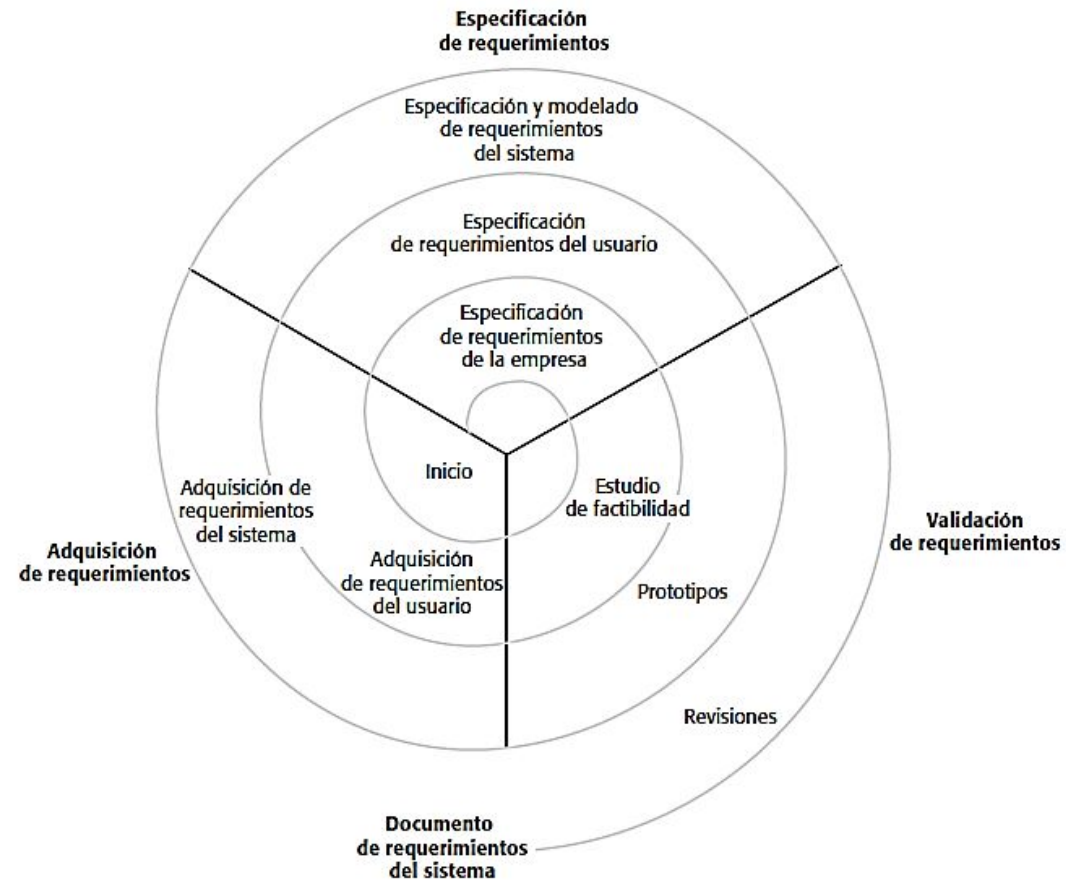 Especificación
de requerimientos
Especificación y modelado
de requerimientos
del sistema
Especificación
de requerimientos del usuario
Especificación
de requerimientos
de la empresa
Inicio
Estudio
de factibilidad
Adquisición de
requerimientos
del sistema
Validación
de requerimientos
Adquisición
de requerimientos
Adquisición
de requerimientos
del usuario
Prototipos
Revisiones
Documento
de requerimientos
del sistema